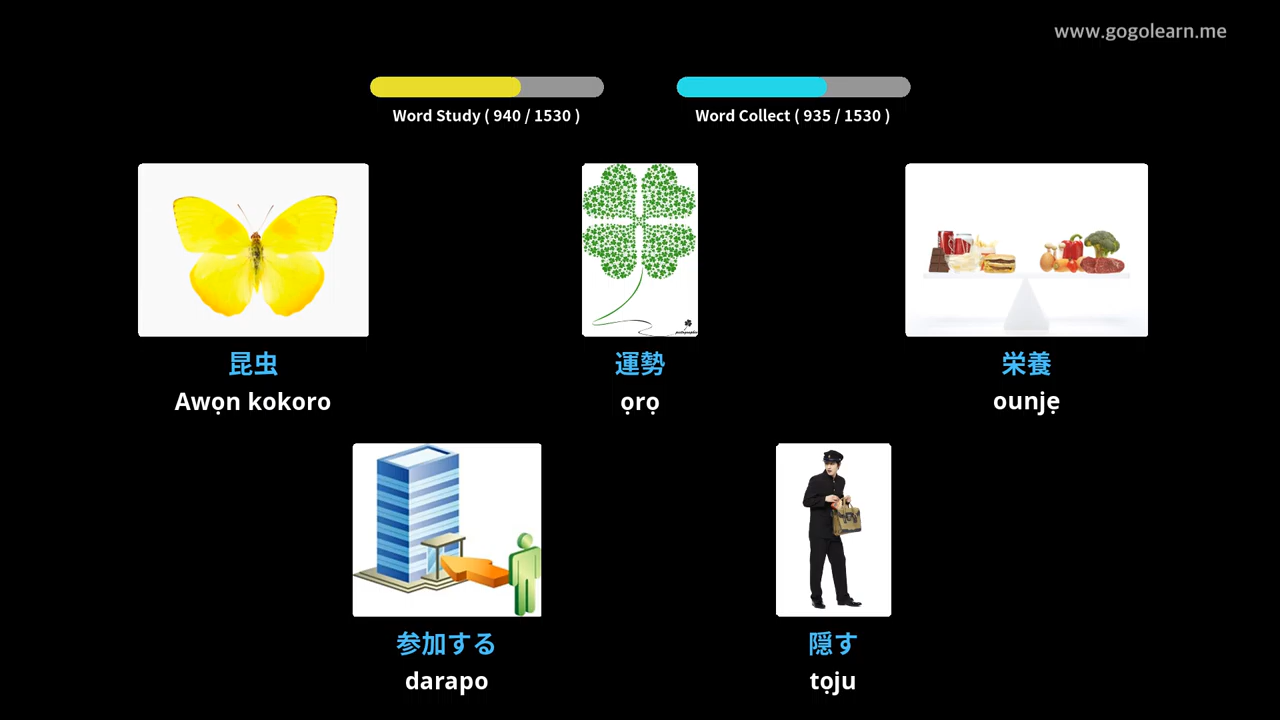 www.gogolearn.me
Word Study ( 940 / 1530 )
Word Collect ( 935 / 1530 )
昆虫
運勢
栄養
Awọn kokoro
ọrọ
ounjẹ
参加する
隠す
darapo
tọju